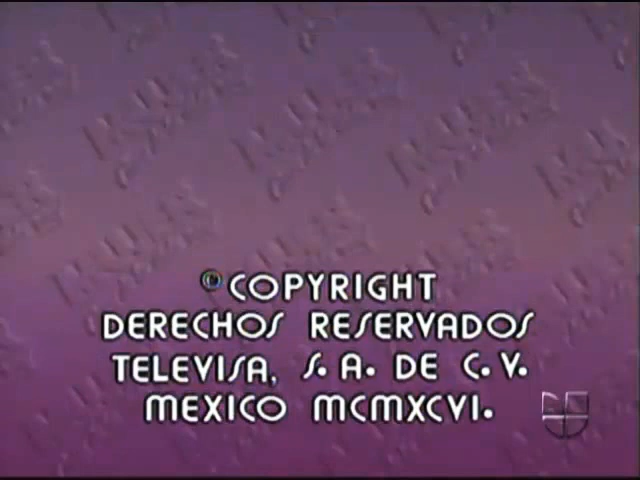 © COPYRIGHT
DERECHOS RESERVADOS
TELEVISA, S. A. DE C. V.
MEXICO MCMXCVI.